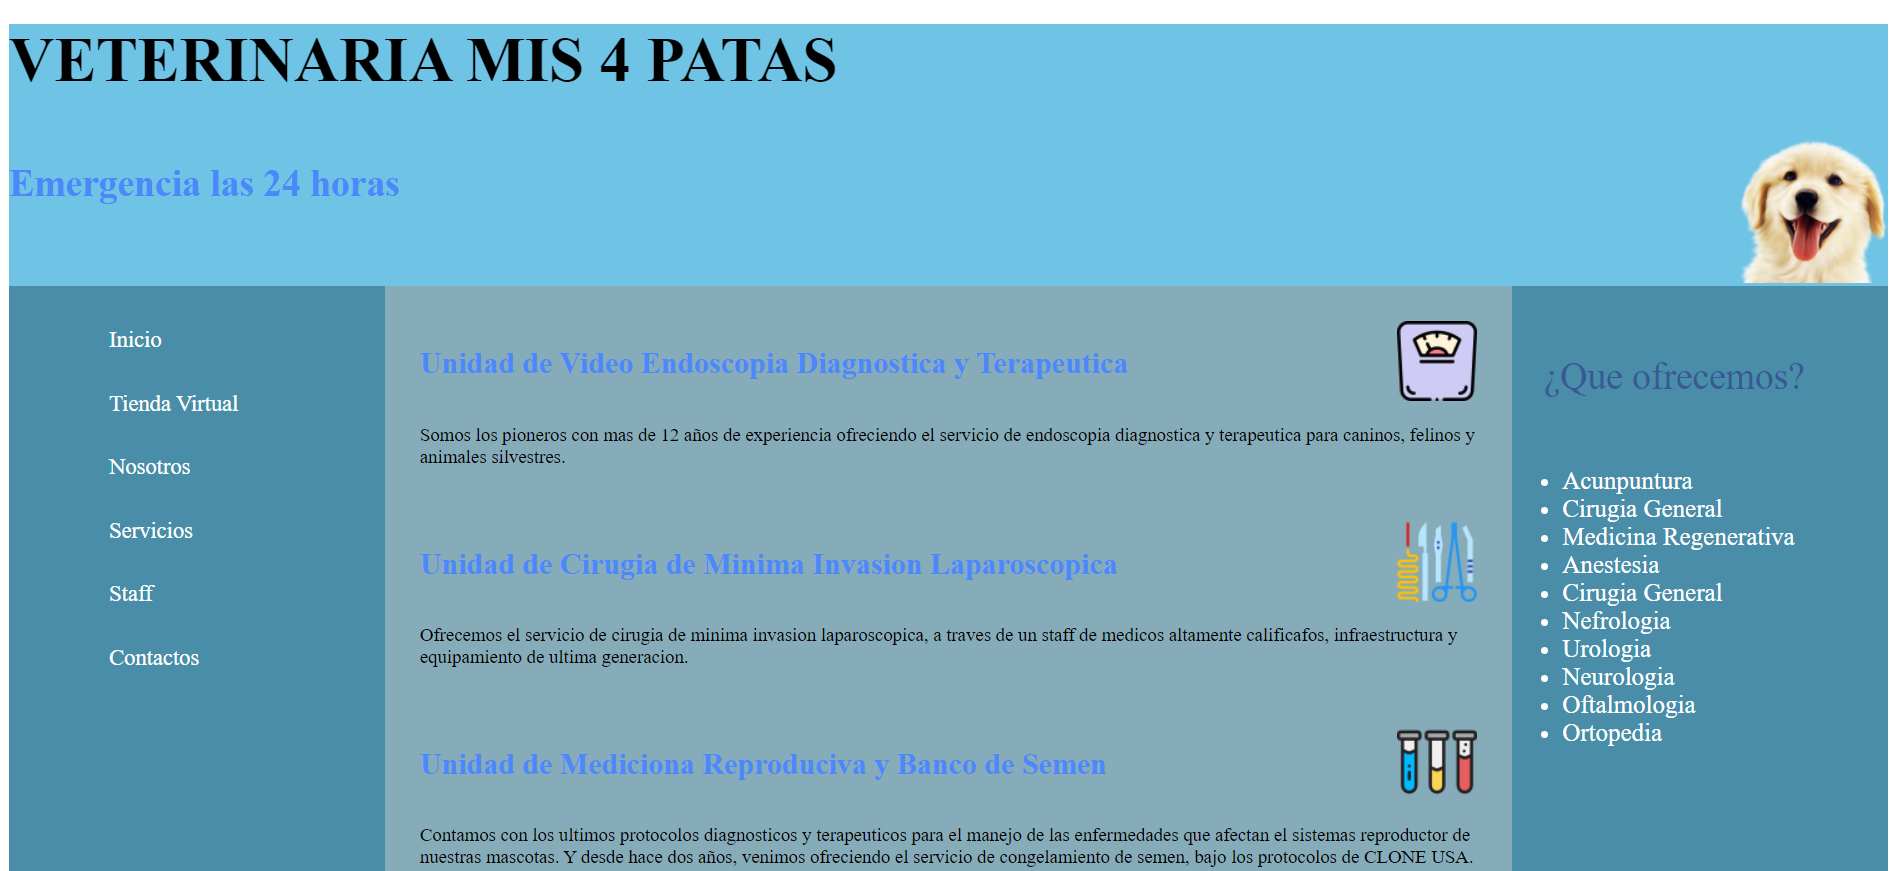 VETERINARIA MIS 4 PATAS
Emergencia las 24 horas
Inicio
Tienda Virtual
Nosotros
Servicios
Staff
Contactos
Unidad de Video Endoscopia Diagnostica y Terapeutica
Somos los pioneros con mas de 12 años de experiencia ofreciendo el servicio de endoscopia diagnostica y terapeutica para caninos, felinos y
animales silvestres.
Unidad de Cirugia de Minima Invasion Laparoscopica
Ofrecemos el servicio de cirugia de minima invasion laparoscopica, a traves de un staff de medicos altamente calificafos, infraestructura y
equipamiento de ultima generacion.
Unidad de Mediciona Reproduciva y Banco de Semen
Contamos con los ultimos protocolos diagnosticos y terapeuticos para el manejo de las enfermedades que afectan el sistemas reproductor de
nuestras mascotas. Y desde hace dos años, venimos ofreciendo el servicio de congelamiento de semen, bajo los protocolos de CLONE USA.
¿Que ofrecemos?
Acunpuntura
Cirugia General
Medicina Regenerativa
Anestesia
Cirugia General
Nefrologia
Urologia
Neurologia
Oftalmologia
Ortopedia